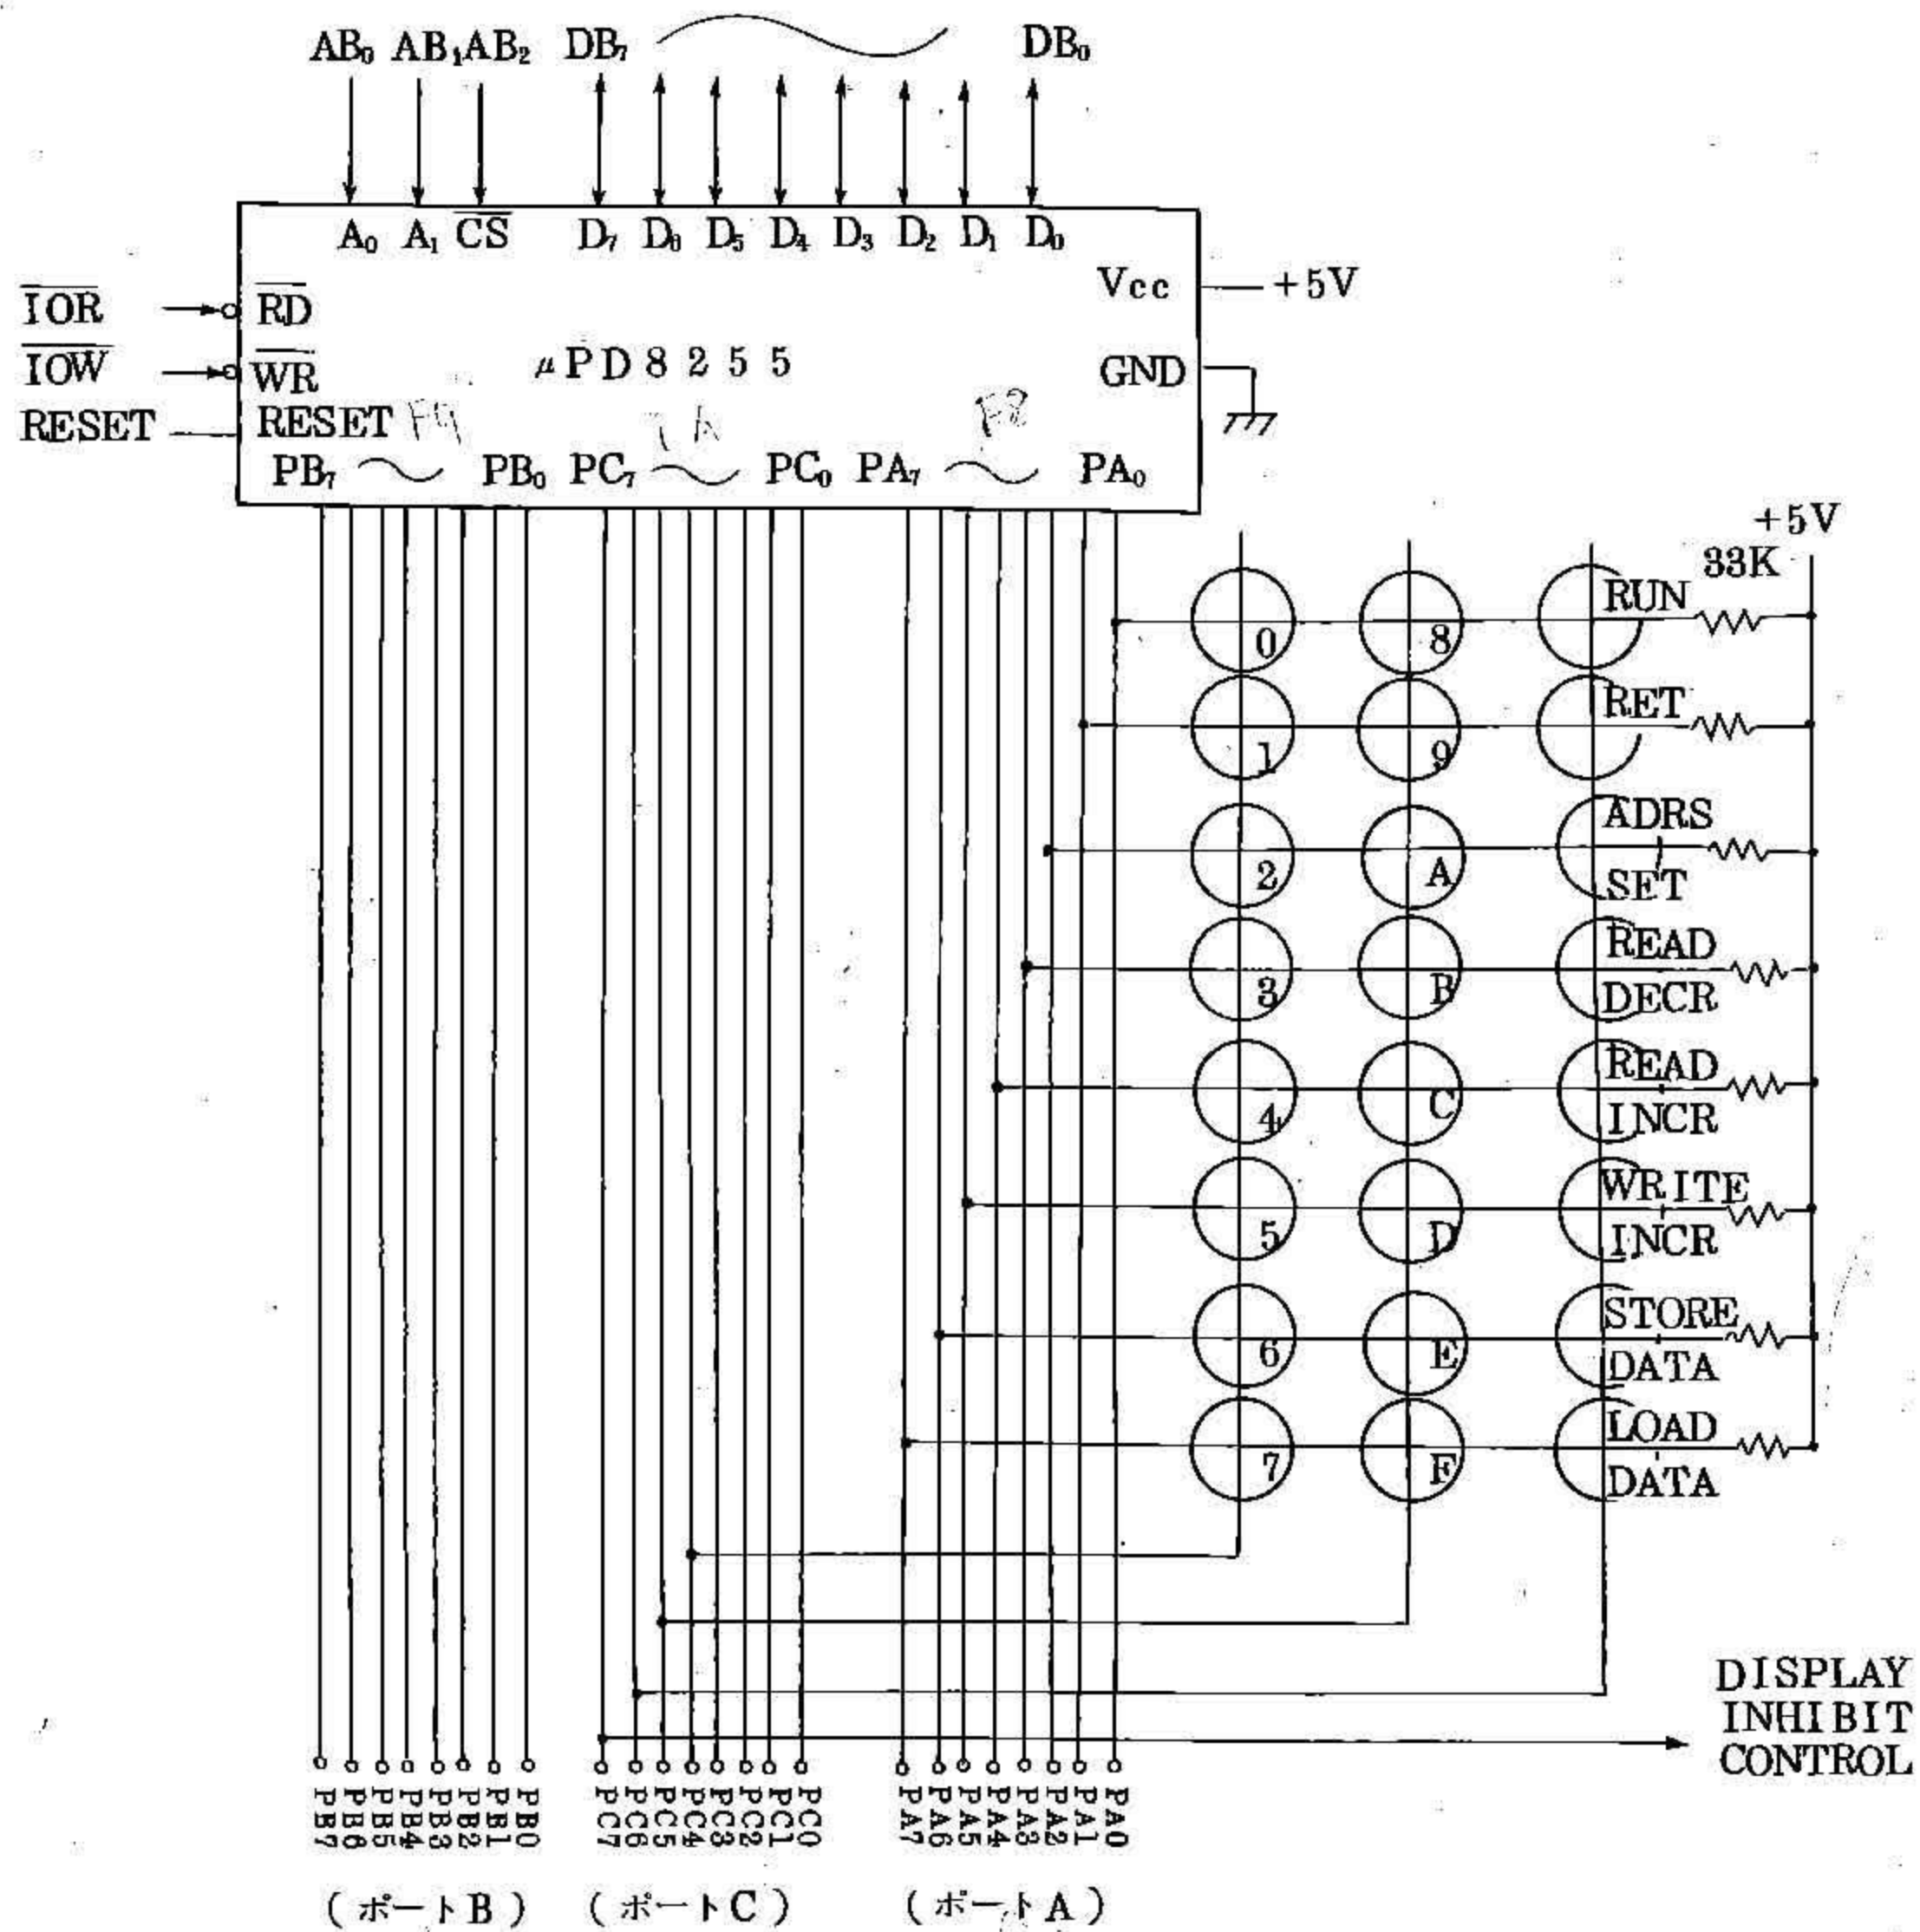 AB₀ AB₁ AB₂ DB₇ DB₀
A₀ A₁ CS D₇ D₆ D₅ D₄ D₃ D₂ D₁ D₀
Vcc +5V
IOR RD
IOW WR
μPD8255
GND
RESET RESET F9 F8
PB₇ PB₀ PC₇ PC₀ PA₇ PA₀
+5V
33K
0 8 RUN
1 9 RET
2 A ADRS SET
3 B READ DECR
4 C READ INCR
5 D WRITE INCR
6 E STORE DATA
7 F LOAD DATA
DISPLAY
INHIBIT
CONTROL
PB7 PB6 PB5 PB4 PB3 PB2 PB1 PB0 PC7 PC6 PC5 PC4 PC3 PC2 PC1 PC0 PA7 PA6 PA5 PA4 PA3 PA2 PA1 PA0
(ポートB) (ポートC) (ポートA)